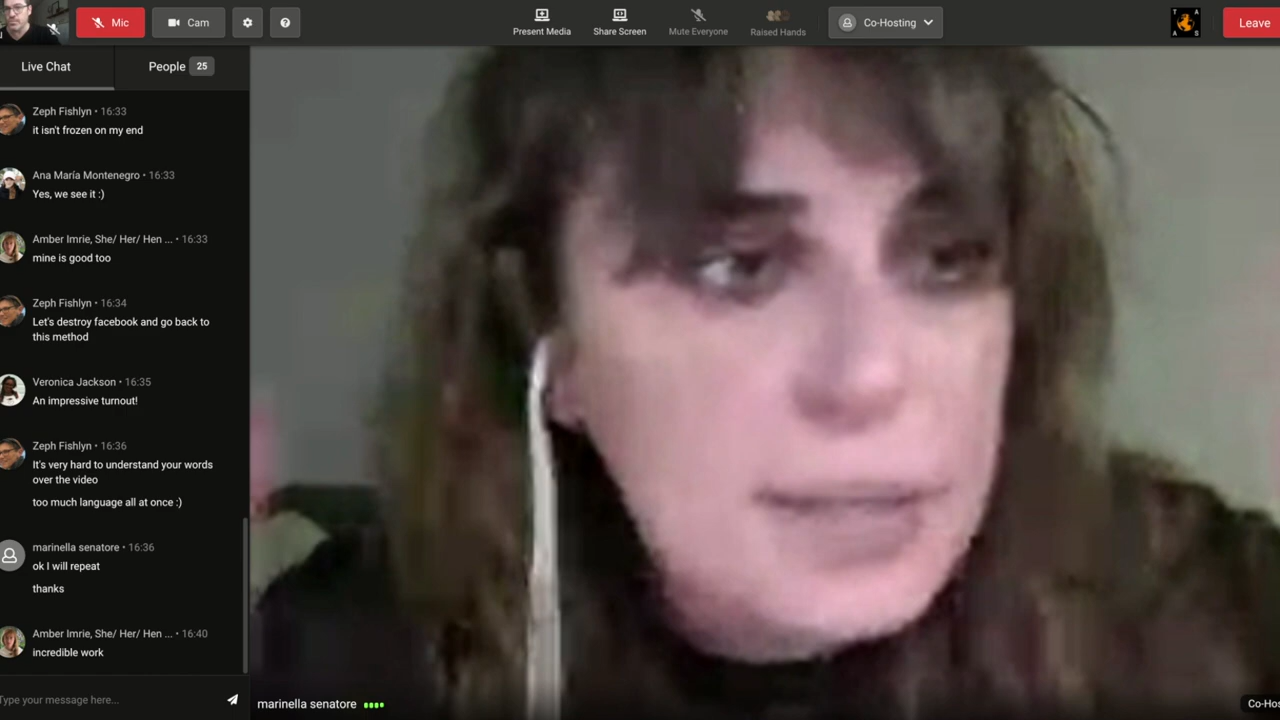 Mic
Cam
Present Media
Share Screen
Mute Everyone
Raised Hands
Co-Hosting
T A
A S
Leave
Live Chat
People 25
Zeph Fishlyn • 16:33
it isn't frozen on my end
Ana María Montenegro • 16:33
Yes, we see it :)
Amber Imrie, She/ Her/ Hen ... • 16:33
mine is good too
Zeph Fishlyn • 16:34
Let's destroy facebook and go back to
this method
Veronica Jackson • 16:35
An impressive turnout!
Zeph Fishlyn • 16:36
It's very hard to understand your words
over the video
too much language all at once :)
marinella senatore • 16:36
ok I will repeat
thanks
Amber Imrie, She/ Her/ Hen ... • 16:40
incredible work
Type your message here...
marinella senatore
Co-Hos